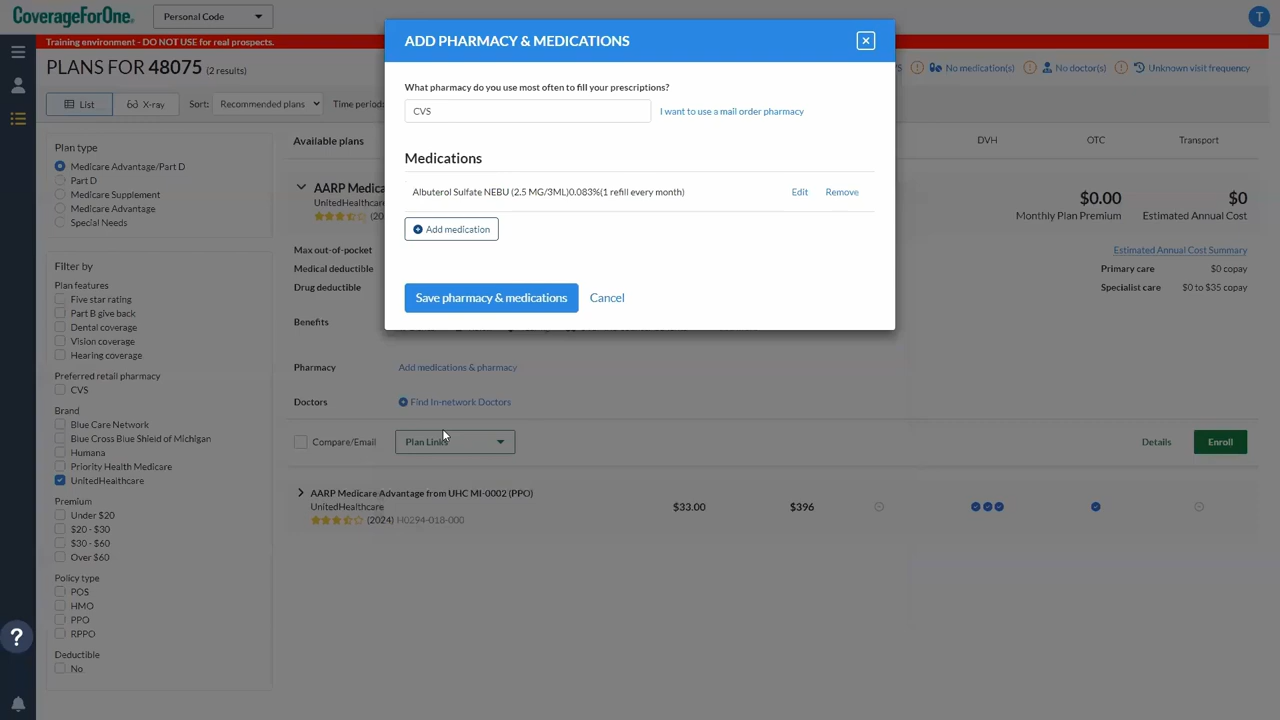 CoverageForOne
Personal Code
T
Training environment - DO NOT USE for real prospects.
PLANS FOR 48075 (2 results)
No medication(s)
No doctor(s)
Unknown visit frequency
List
X-ray
Sort:
Recommended plans
Time period:
ADD PHARMACY & MEDICATIONS
What pharmacy do you use most often to fill your prescriptions?
CVS
I want to use a mail order pharmacy
Medications
Albuterol Sulfate NEBU (2.5 MG/3ML)0.083%(1 refill every month)
Edit
Remove
Add medication
Save pharmacy & medications
Cancel
Plan type
Medicare Advantage/Part D
Part D
Medicare Supplement
Medicare Advantage
Special Needs
Filter by
Plan features
Five star rating
Part B give back
Dental coverage
Vision coverage
Hearing coverage
Preferred retail pharmacy
CVS
Brand
Blue Care Network
Blue Cross Blue Shield of Michigan
Humana
Priority Health Medicare
UnitedHealthcare
Premium
Under $20
$20 - $30
$30 - $60
Over $60
Policy type
POS
HMO
PPO
RPPO
Deductible
No
?
Available plans
DVH
OTC
Transport
AARP Medica
UnitedHealthcare
(20
$0.00
Monthly Plan Premium
$0
Estimated Annual Cost
Max out-of-pocket
Estimated Annual Cost Summary
Medical deductible
Primary care
$0 copay
Drug deductible
Specialist care
$0 to $35 copay
Benefits
Pharmacy
Add medications & pharmacy
Doctors
Find In-network Doctors
Compare/Email
Plan Links
Details
Enroll
AARP Medicare Advantage from UHC MI-0002 (PPO)
UnitedHealthcare
(2024) H0294-018-000
$33.00
$396